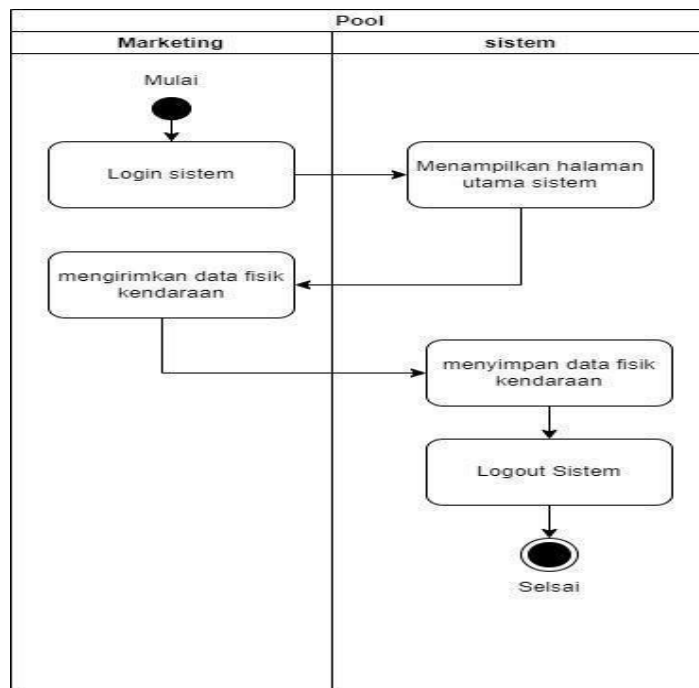 Pool
Marketing
sistem
Mulai
Login sistem
Menampilkan halaman
utama sistem
mengirimkan data fisik
kendaraan
menyimpan data fisik
kendaraan
Logout Sistem
Selsai